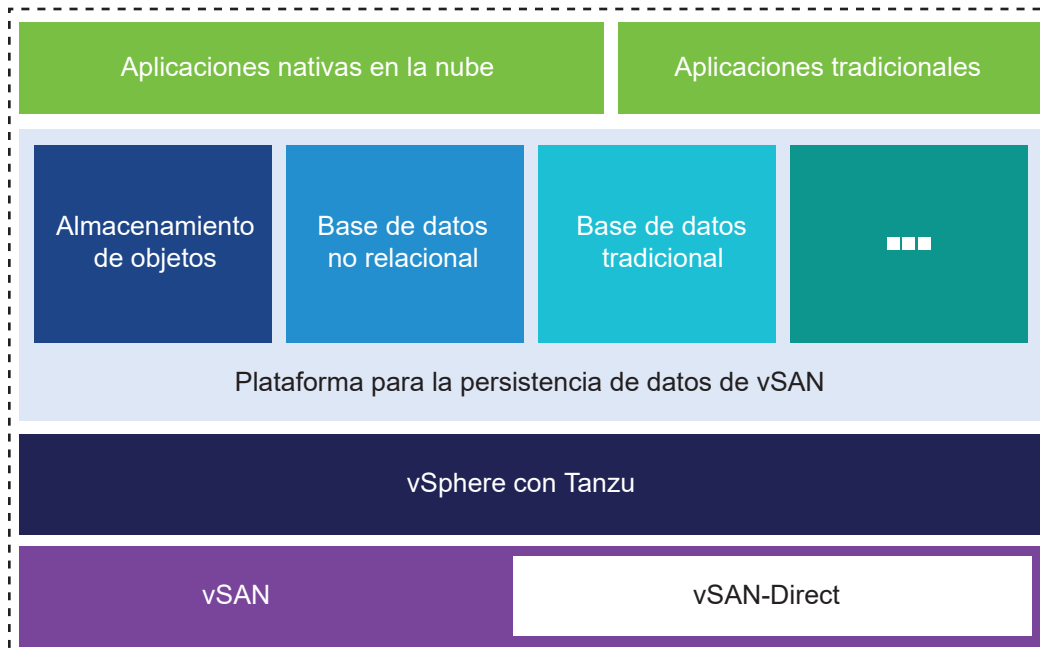 Aplicaciones nativas en la nube
Aplicaciones tradicionales
Almacenamiento
de objetos
Base de datos
no relacional
Base de datos
tradicional
Plataforma para la persistencia de datos de vSAN
vSphere con Tanzu
vSAN
vSAN-Direct